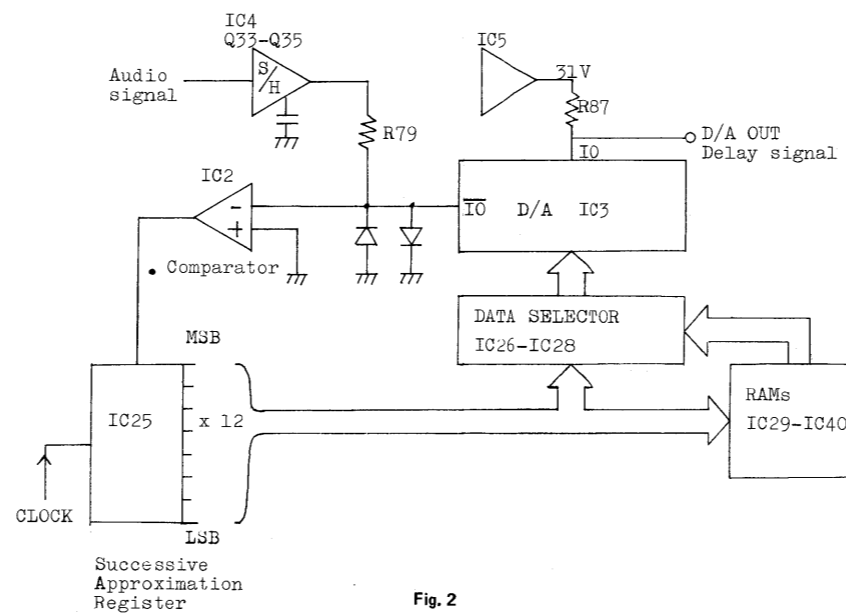 IC4
Q33-Q35
Audio
signal
S/H
R79
IC5
31V
R87
D/A OUT
Delay signal
IO
IC2
-
+
Comparator
IO D/A IC3
DATA SELECTOR
IC26-IC28
RAMs
IC29-IC40
MSB
IC25
x 12
CLOCK
LSB
Successive
Approximation
Register
Fig. 2